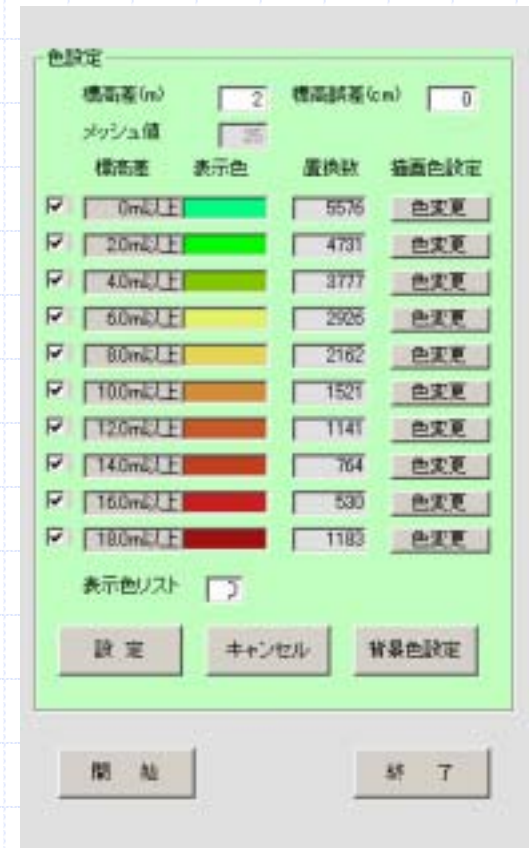 色設定
標高差(m) 2 標高誤差(cm) 0
メッシュ値 25
標高差 表示色 置換数 描画色設定
0m以上 5576 色変更
2.0m以上 4731 色変更
4.0m以上 3777 色変更
6.0m以上 2926 色変更
8.0m以上 2162 色変更
10.0m以上 1521 色変更
12.0m以上 1141 色変更
14.0m以上 764 色変更
16.0m以上 530 色変更
18.0m以上 1183 色変更
表示色リスト
設 定 キャンセル 背景色設定
開 始 終 了